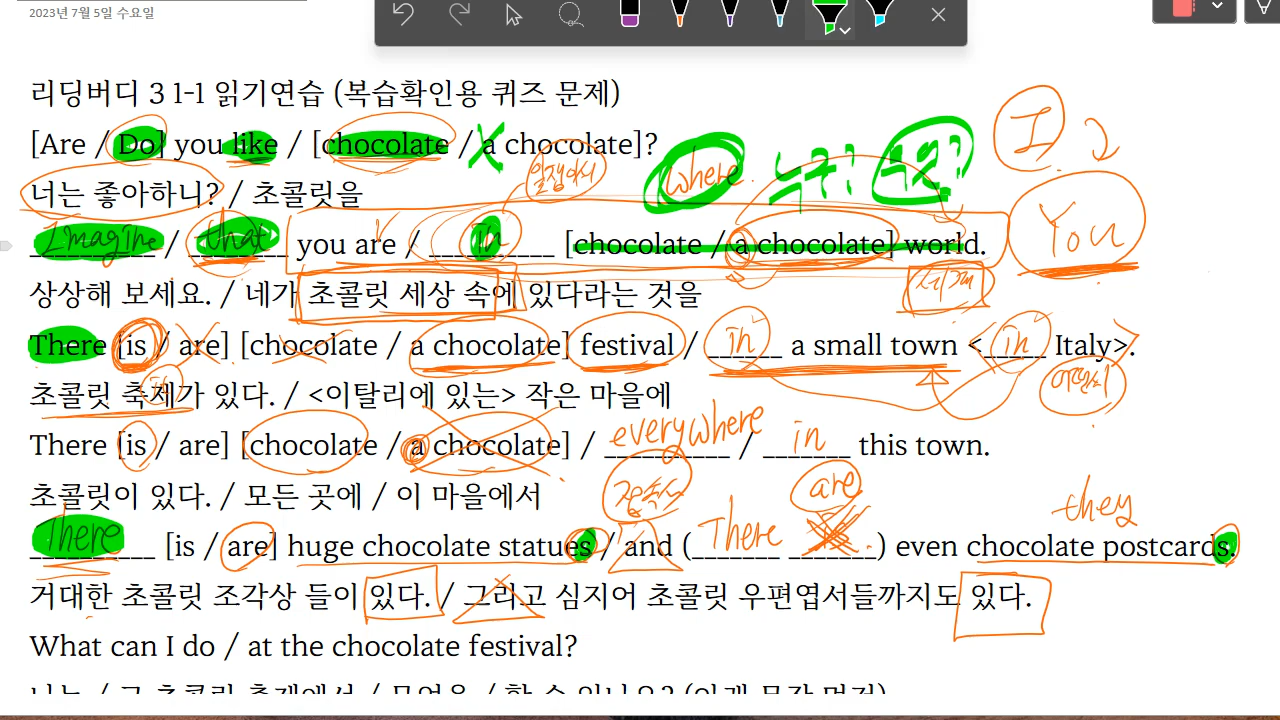 2023년 7월 5일 수요일
리딩버디 3 1-1 읽기연습 (복습확인용 퀴즈 문제)
[Are / Do] you like / [chocolate / a chocolate]?
X
where 누구! I 2
너는 좋아하니? / 초콜릿을
You
Imagine / that you are / in [chocolate / a chocolate] world.
상상해 보세요. / 네가 초콜릿 세상 속에 있다라는 것을
There [is / are] [chocolate / a chocolate] festival / in a small town <in Italy>.
초콜릿 축제가 있다. / <이탈리에 있는> 작은 마을에
There [is / are] [chocolate / a chocolate] / everywhere / in this town.
초콜릿이 있다. / 모든 곳에 / 이 마을에서
접속사 are they
There [is / are] huge chocolate statues / and (There ______) even chocolate postcards.
거대한 초콜릿 조각상 들이 있다. / 그리고 심지어 초콜릿 우편엽서들까지도 있다.
What can I do / at the chocolate festival?